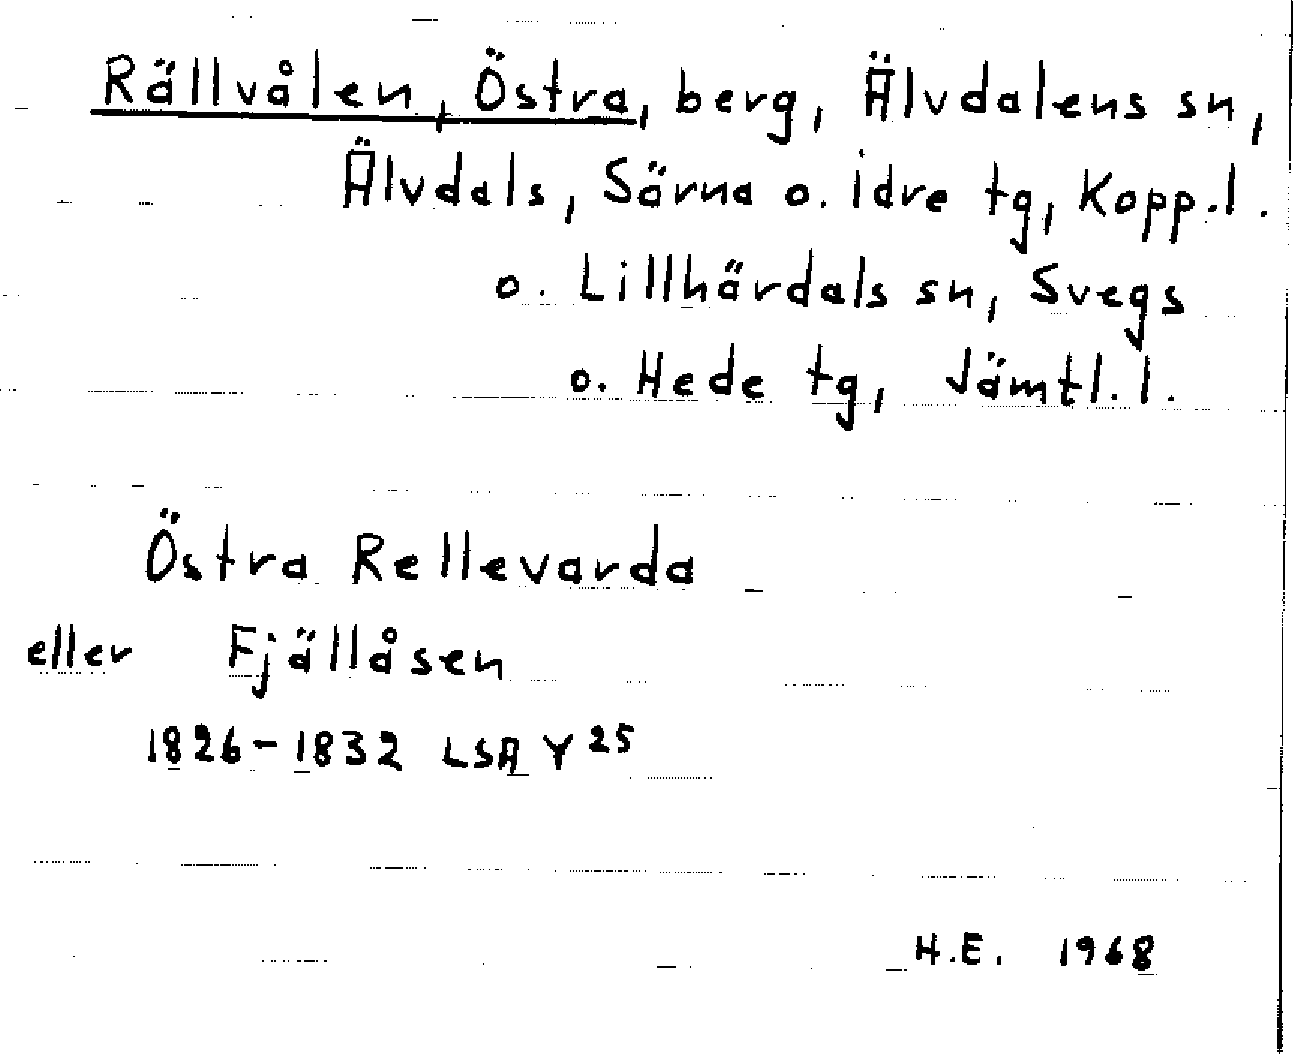 Rällvålen, Östra, berg, Älvdalens sn,
Älvdals, Särna o. idre tg, Kopp.l.
o. Lillhärdals sn, Svegs
o. Hede tg, Jämtl.l.
Östra Rellevarda
eller Fjällåsen
1826-1832 LSA Y 25
H.E. 1968